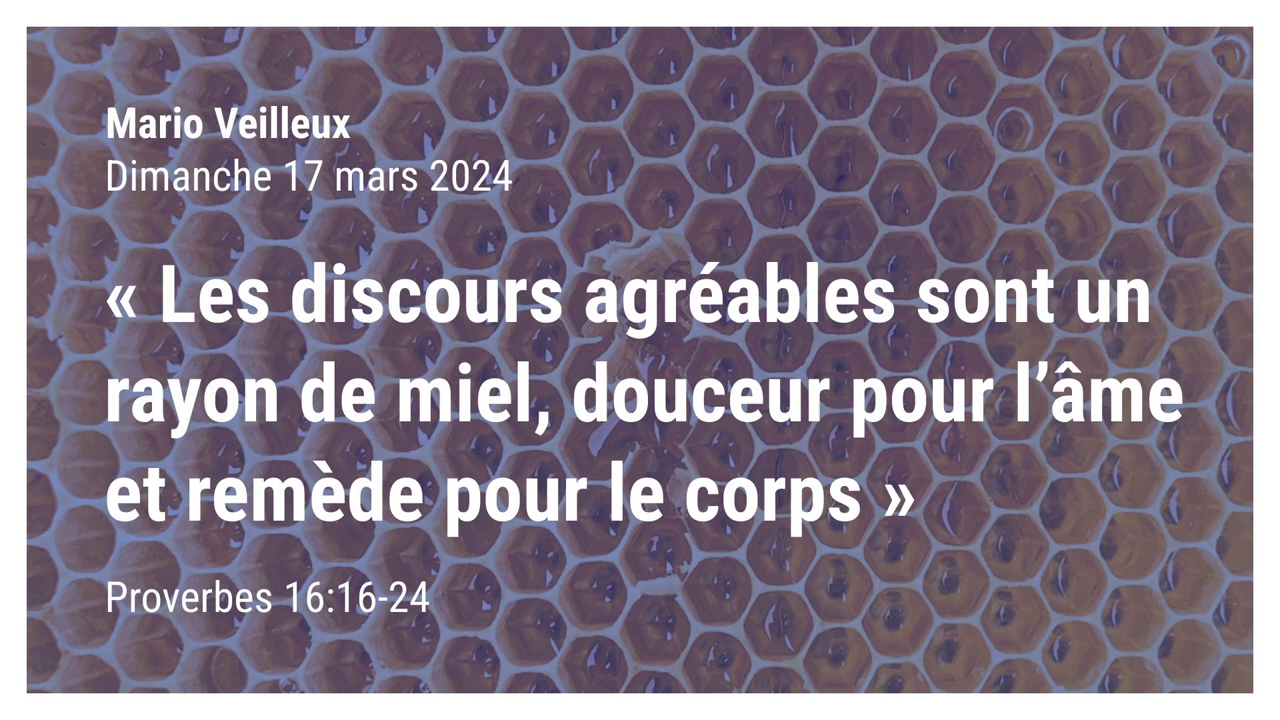 Mario Veilleux
Dimanche 17 mars 2024
« Les discours agréables sont un
rayon de miel, douceur pour l’âme
et remède pour le corps »
Proverbes 16:16-24